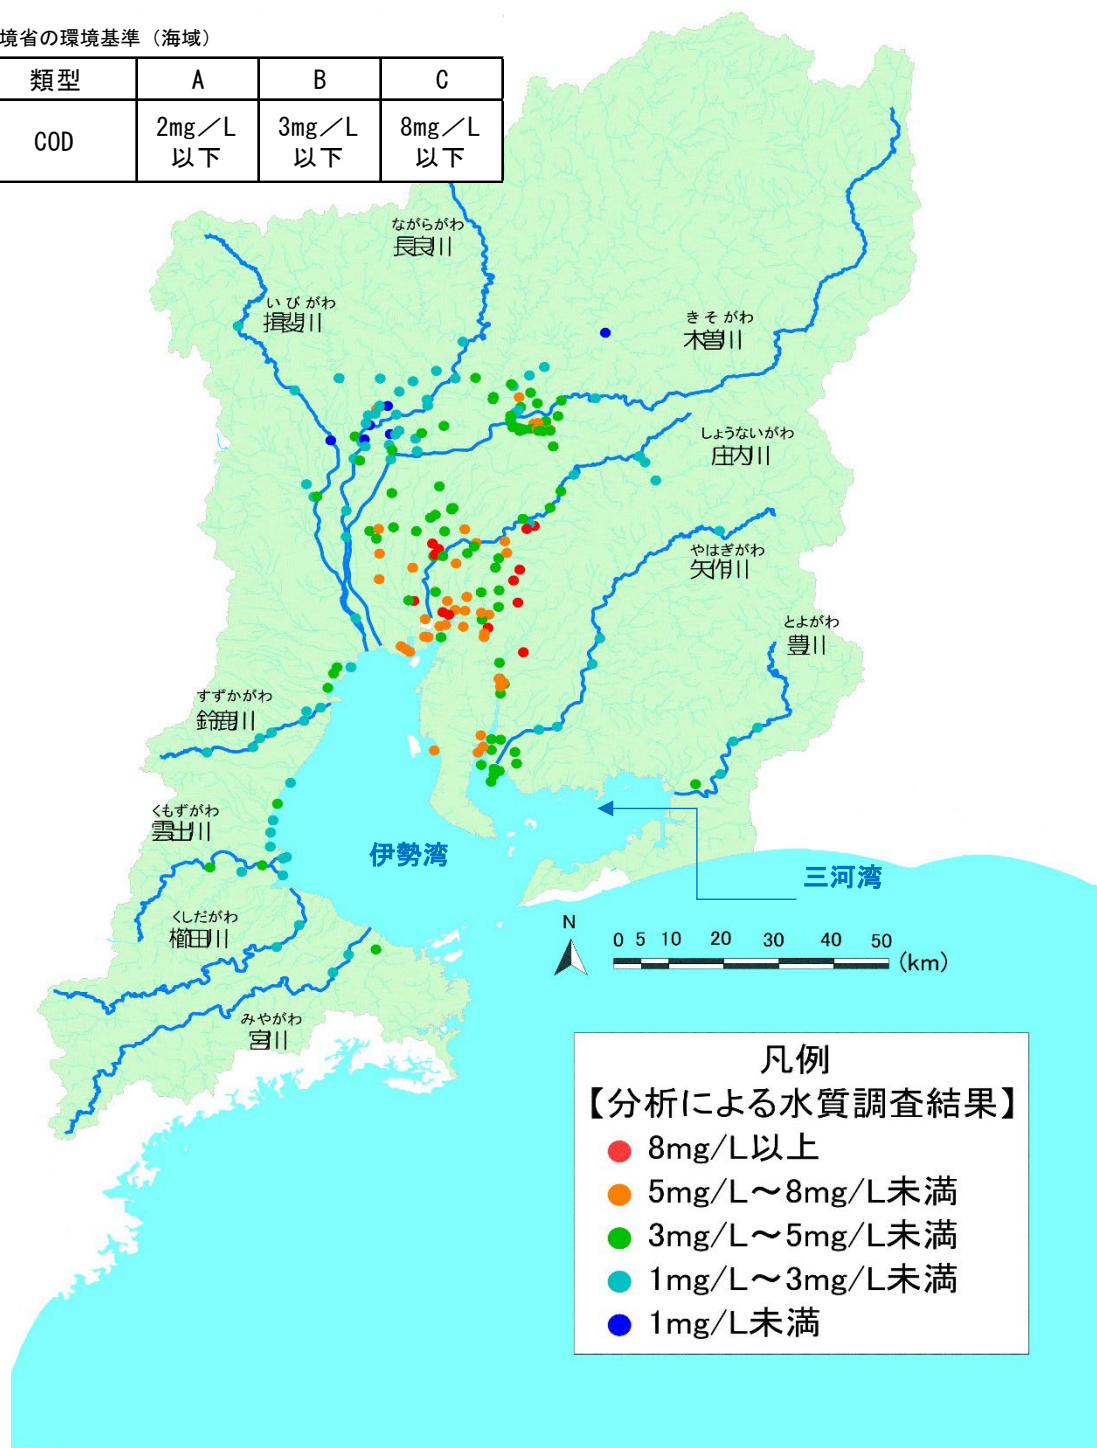 境省の環境基準（海域）
類型 A B C
COD 2mg／L以下 3mg／L以下 8mg／L以下
ながらがわ
長良川
いびがわ
揖斐川
きそがわ
木曽川
しょうないがわ
庄内川
やはぎがわ
矢作川
とよがわ
豊川
すずかがわ
鈴鹿川
くもずがわ
雲出川
伊勢湾
三河湾
くしだがわ
櫛田川
みやがわ
宮川
N
0 5 10 20 30 40 50 (km)
凡例
【分析による水質調査結果】
8mg/L以上
5mg/L～8mg/L未満
3mg/L～5mg/L未満
1mg/L～3mg/L未満
1mg/L未満